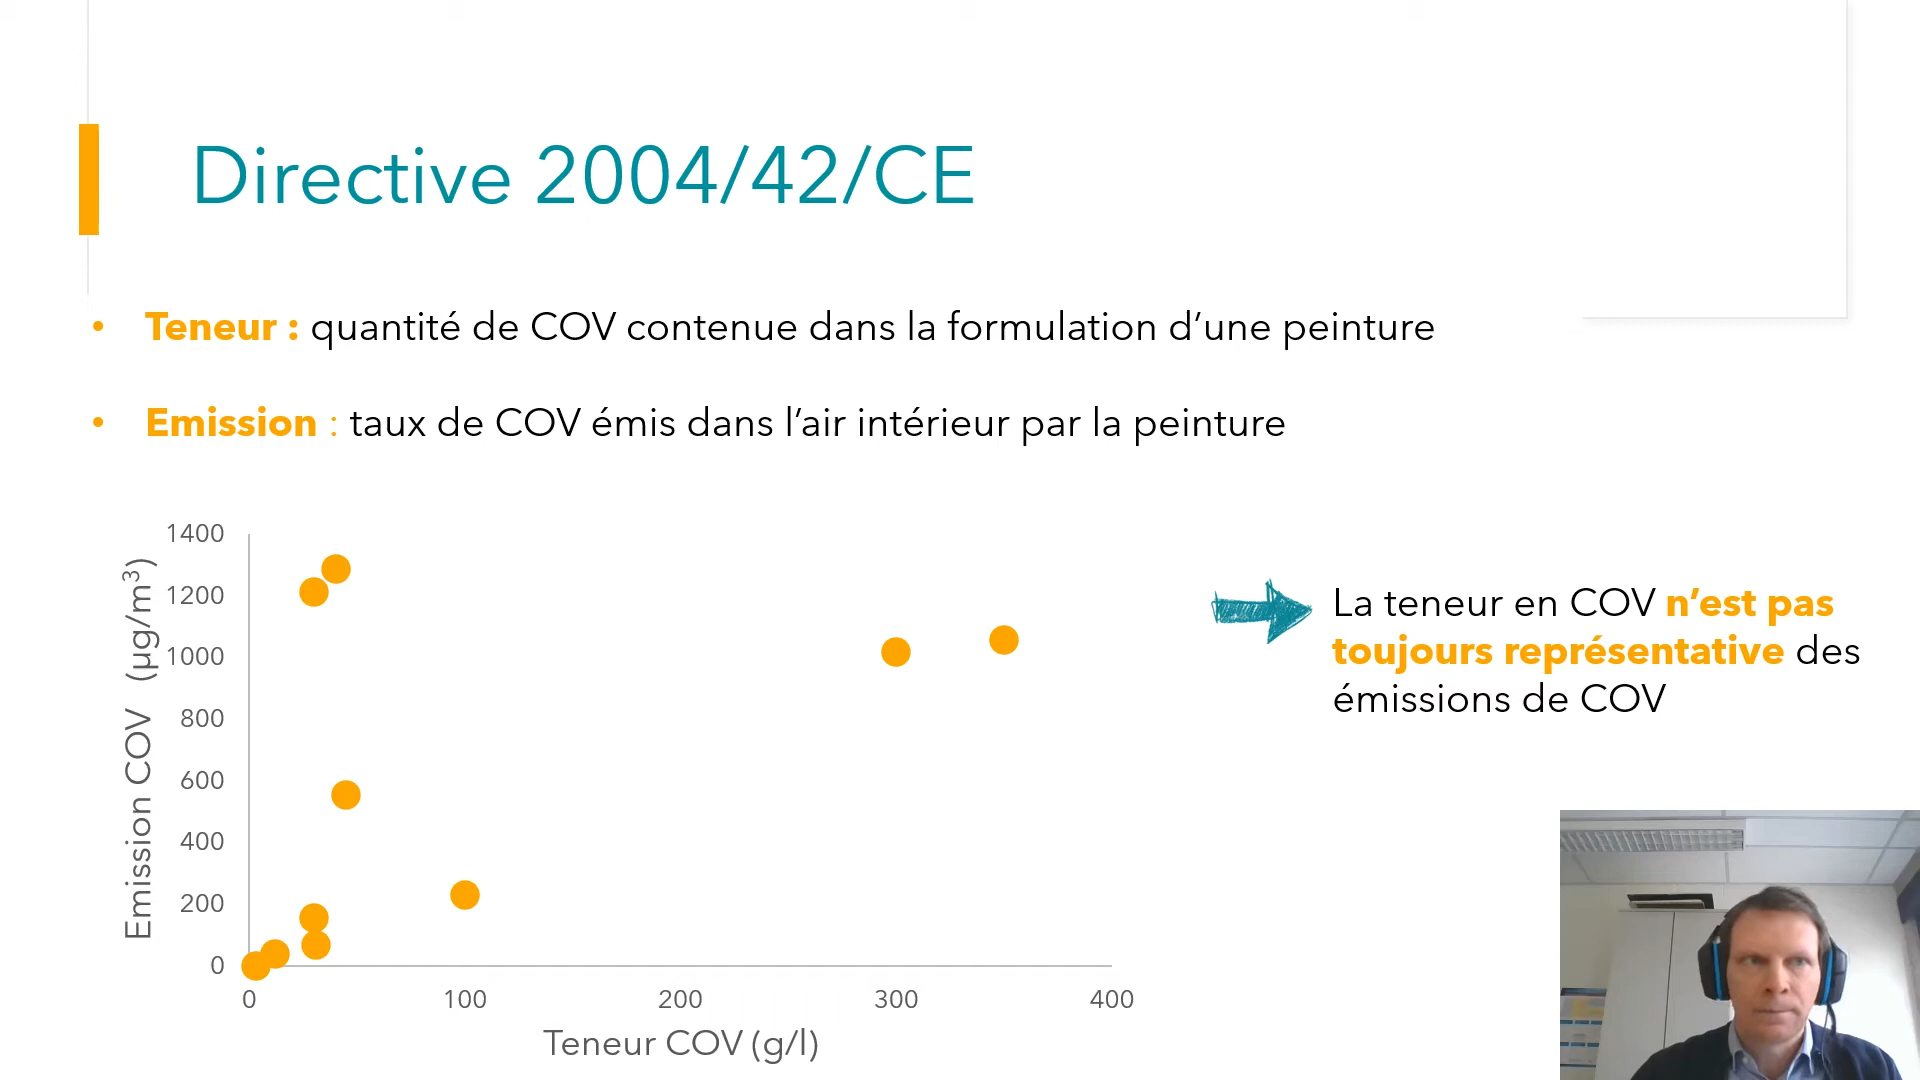 Directive 2004/42/CE
• Teneur : quantité de COV contenue dans la formulation d’une peinture
• Emission : taux de COV émis dans l’air intérieur par la peinture
Emission COV (µg/m³)
1400
1200
1000
800
600
400
200
0
0 100 200 300 400
Teneur COV (g/l)
La teneur en COV n’est pas
toujours représentative des
émissions de COV